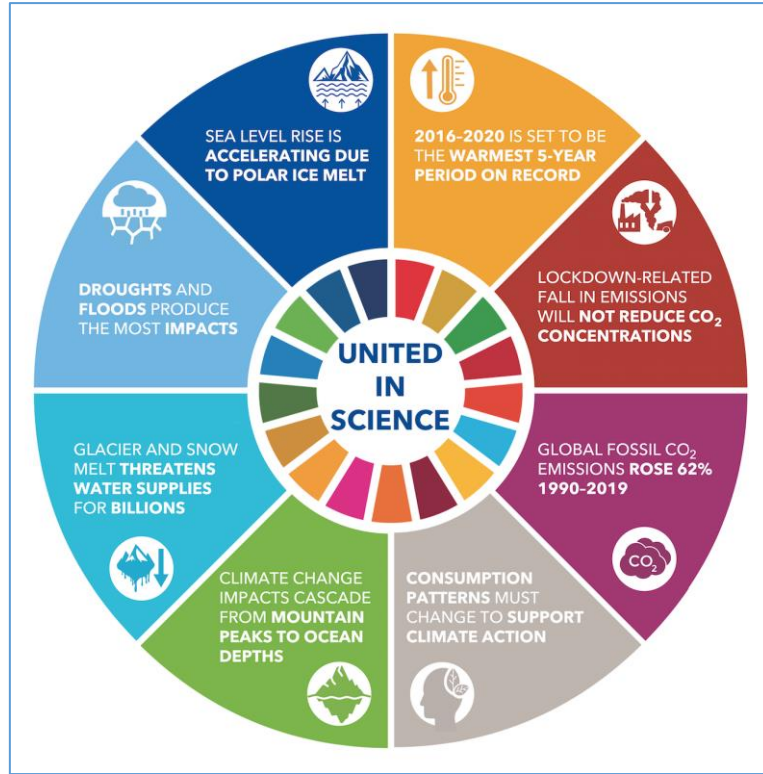 SEA LEVEL RISE IS
ACCELERATING DUE
TO POLAR ICE MELT
2016–2020 IS SET TO BE
THE WARMEST 5-YEAR
PERIOD ON RECORD
LOCKDOWN-RELATED
FALL IN EMISSIONS
WILL NOT REDUCE CO₂
CONCENTRATIONS
GLOBAL FOSSIL CO₂
EMISSIONS ROSE 62%
1990–2019
CO₂
CONSUMPTION
PATTERNS MUST
CHANGE TO SUPPORT
CLIMATE ACTION
CLIMATE CHANGE
IMPACTS CASCADE
FROM MOUNTAIN
PEAKS TO OCEAN
DEPTHS
GLACIER AND SNOW
MELT THREATENS
WATER SUPPLIES
FOR BILLIONS
DROUGHTS AND
FLOODS PRODUCE
THE MOST IMPACTS
UNITED
IN
SCIENCE